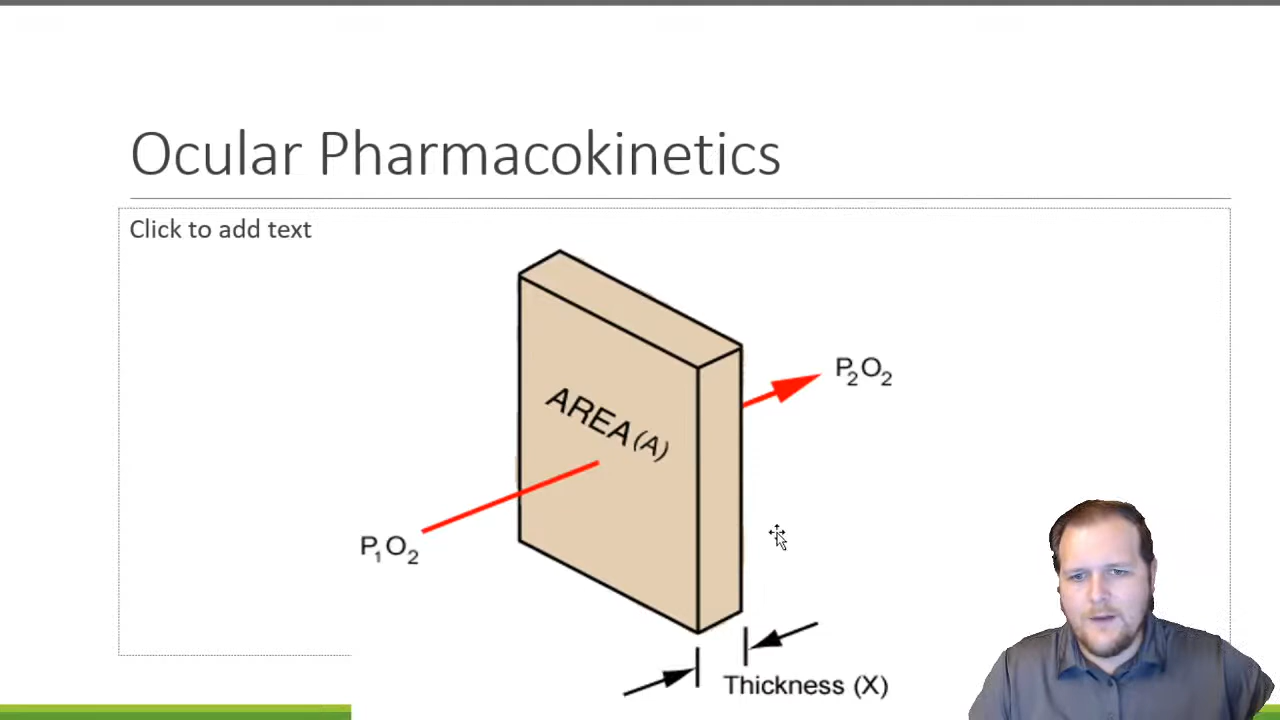 Ocular Pharmacokinetics
Click to add text
P₂O₂
AREA (A)
P₁O₂
Thickness (X)